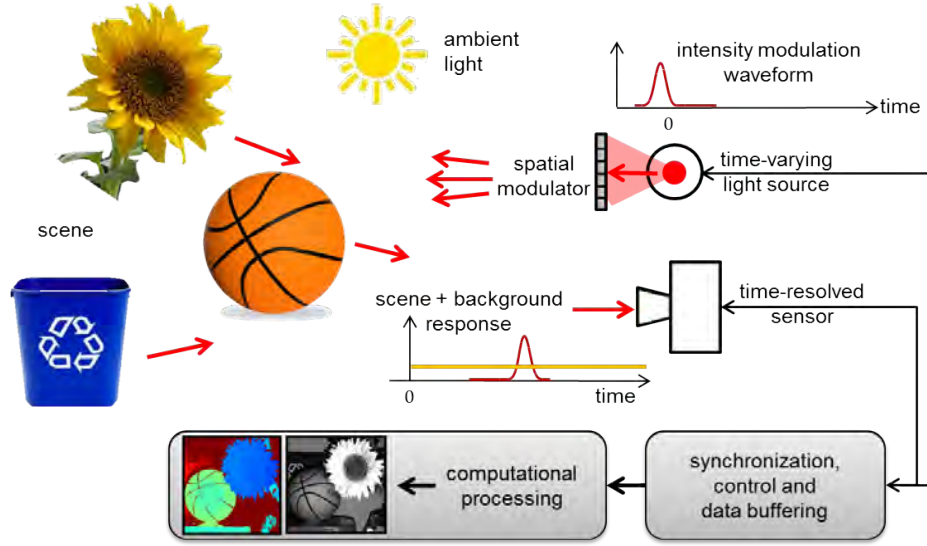 ambient
light
intensity modulation
waveform
time
0
spatial
modulator
time-varying
light source
scene
scene + background
response
0
time
time-resolved
sensor
computational
processing
synchronization,
control and
data buffering